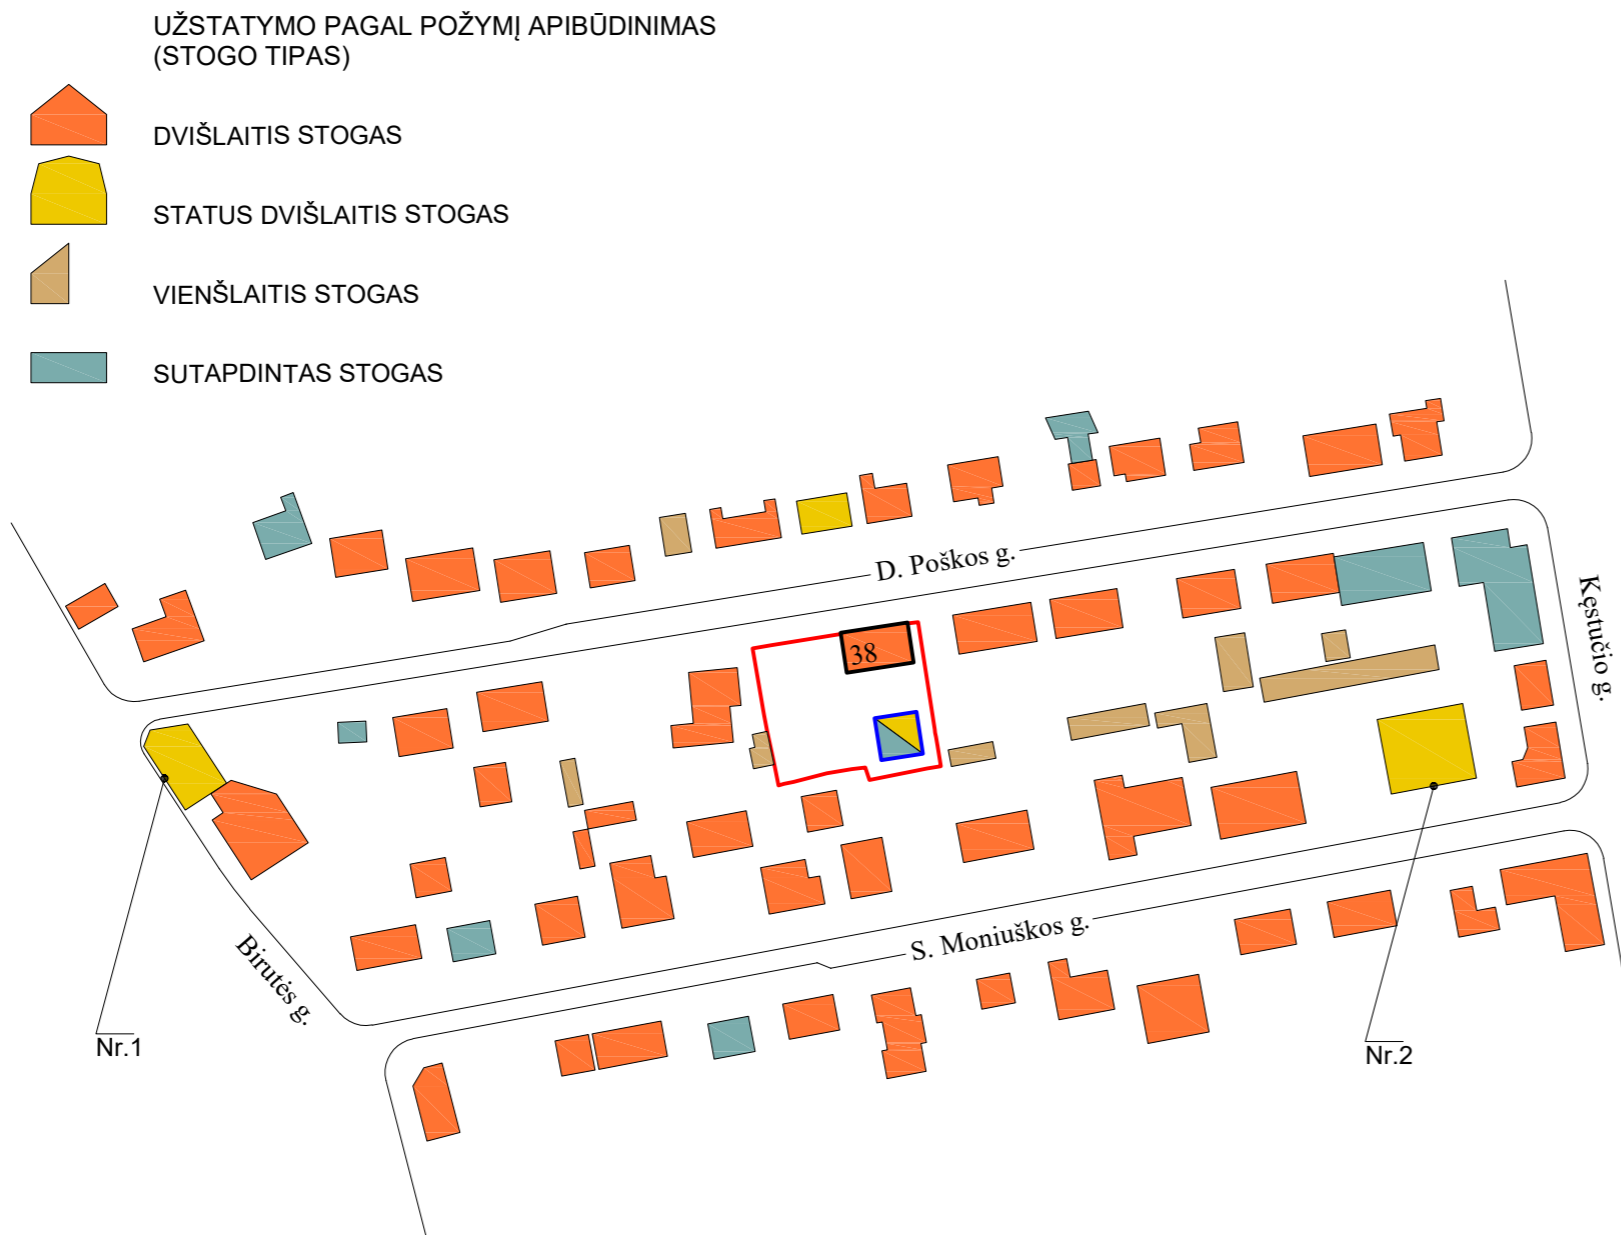 UŽSTATYMO PAGAL POŽYMĮ APIBŪDINIMAS
(STOGO TIPAS)
DVIŠLAITIS STOGAS
STATUS DVIŠLAITIS STOGAS
VIENŠLAITIS STOGAS
SUTAPDINTAS STOGAS
D. Poškos g.
Kęstučio g.
38
Birutės g.
S. Moniuškos g.
Nr.1
Nr.2